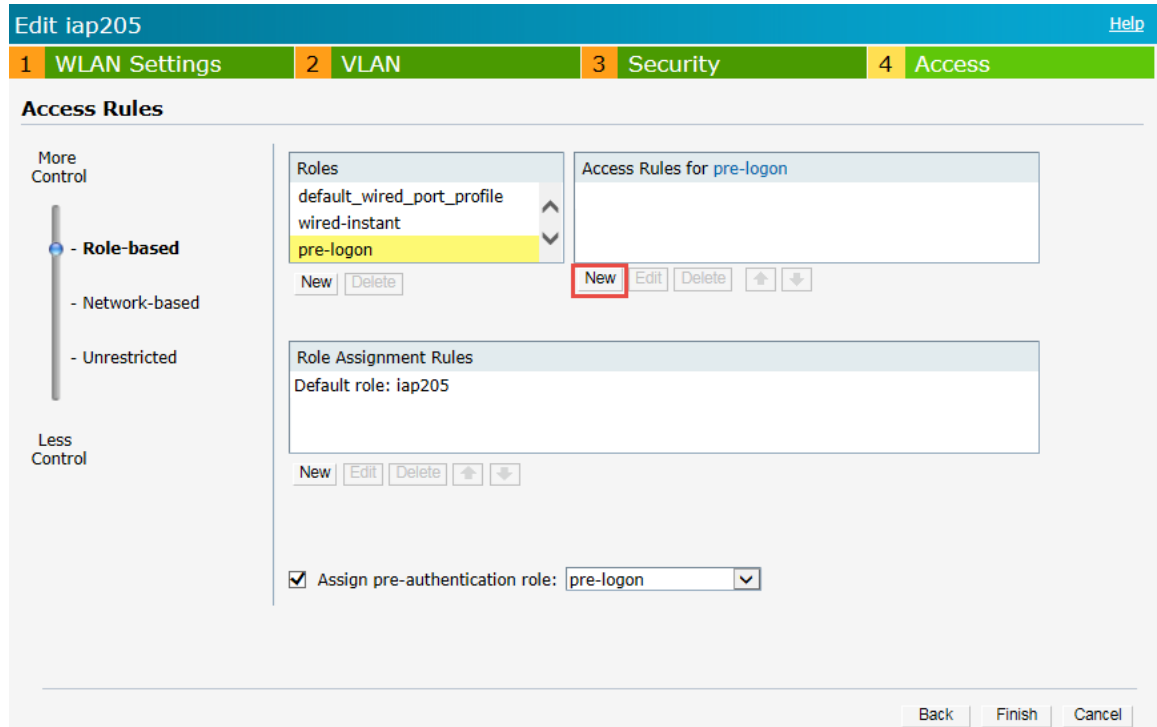 Edit iap205 Help
1 WLAN Settings 2 VLAN 3 Security 4 Access
Access Rules
More
Control
- Role-based
- Network-based
- Unrestricted
Less
Control
Roles
default_wired_port_profile
wired-instant
pre-logon
New Delete
Access Rules for pre-logon
New Edit Delete
Role Assignment Rules
Default role: iap205
New Edit Delete
Assign pre-authentication role: pre-logon
Back Finish Cancel